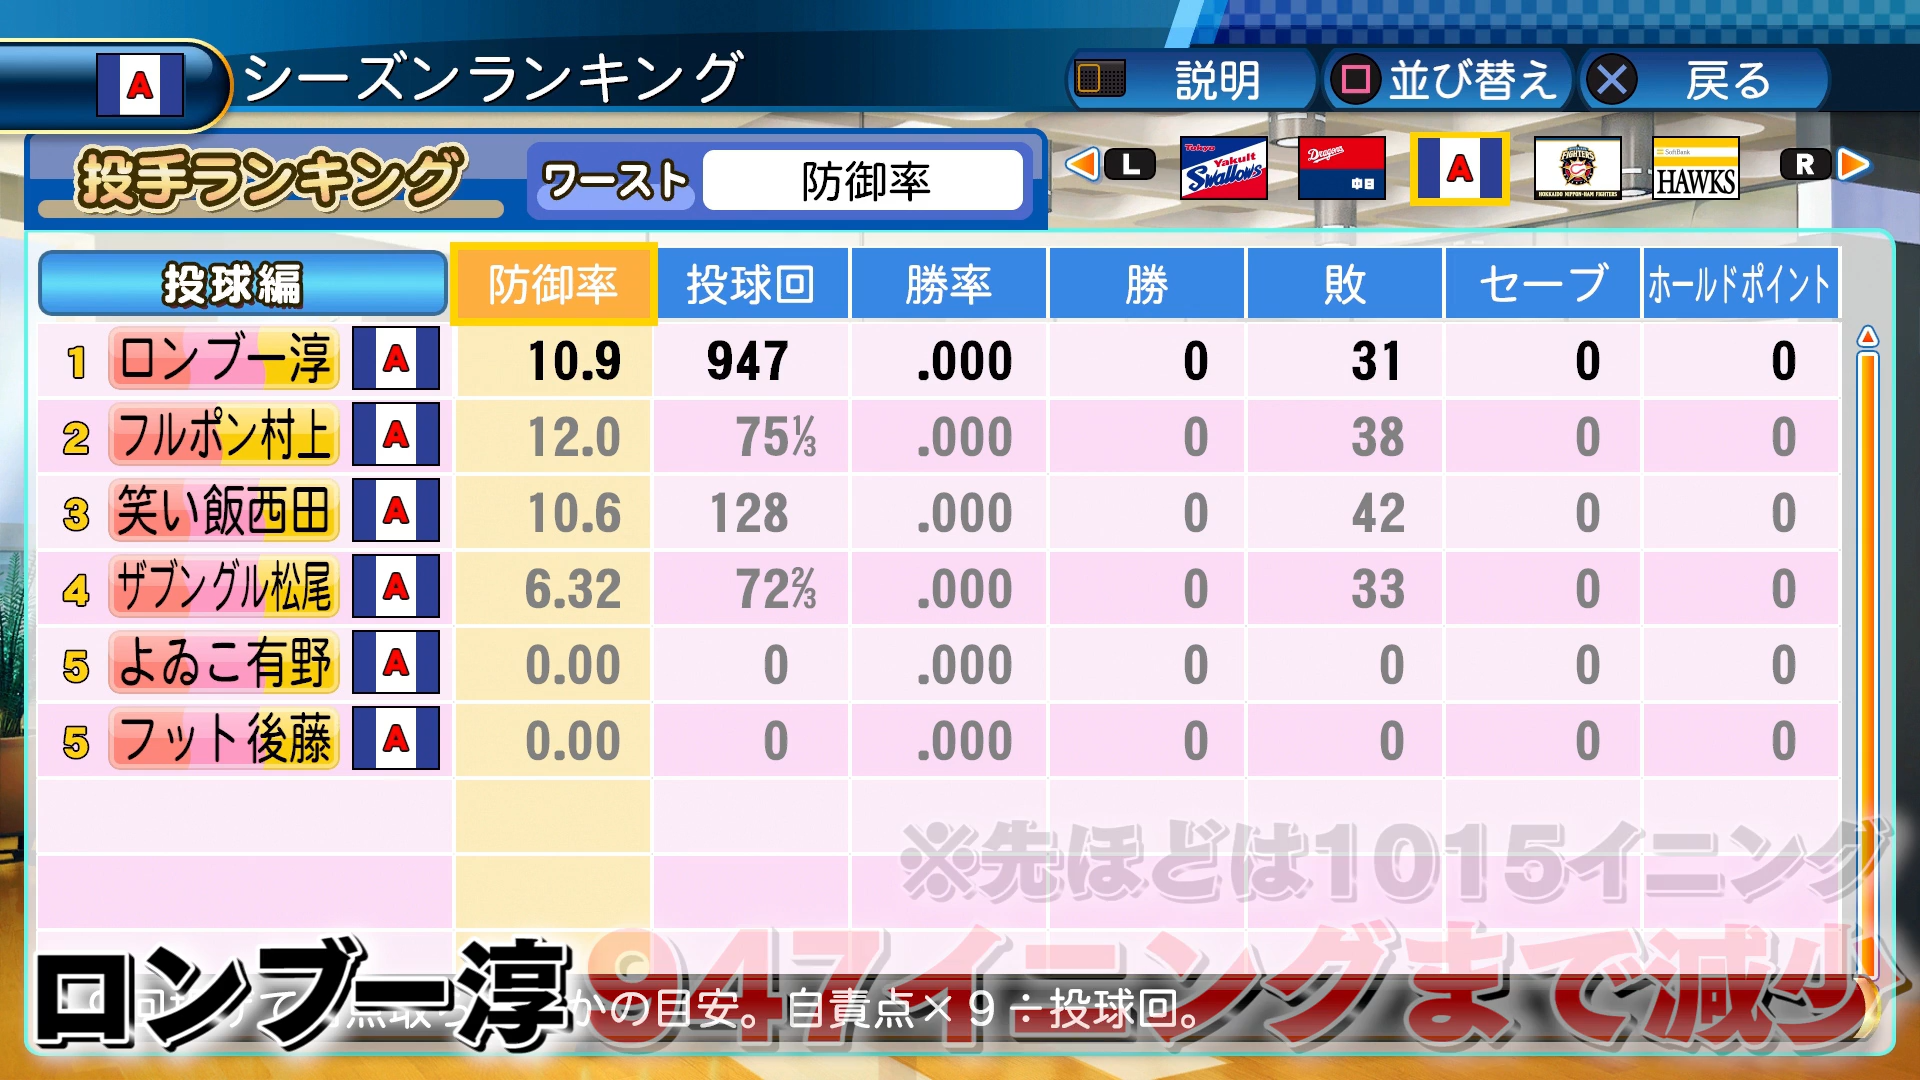 A シーズンランキング 説明 並び替え 戻る
投手ランキング ワースト 防御率 L Tokyo Yakult Swallows Dragons 中日 A FIGHTERS HOKKAIDO NIPPON-HAM FIGHTERS SoftBank HAWKS R
投球編 防御率 投球回 勝率 勝 敗 セーブ ホールドポイント
1 ロンブー淳 A 10.9 947 .000 0 31 0 0
2 フルポン村上 A 12.0 75⅓ .000 0 38 0 0
3 笑い飯西田 A 10.6 128 .000 0 42 0 0
4 ザブングル松尾 A 6.32 72⅔ .000 0 33 0 0
5 よゐこ有野 A 0.00 0 .000 0 0 0 0
5 フット後藤 A 0.00 0 .000 0 0 0 0
※先ほどは1015イニング
ロンブー淳 947イニングまで減少
かの目安。自責点×9÷投球回。